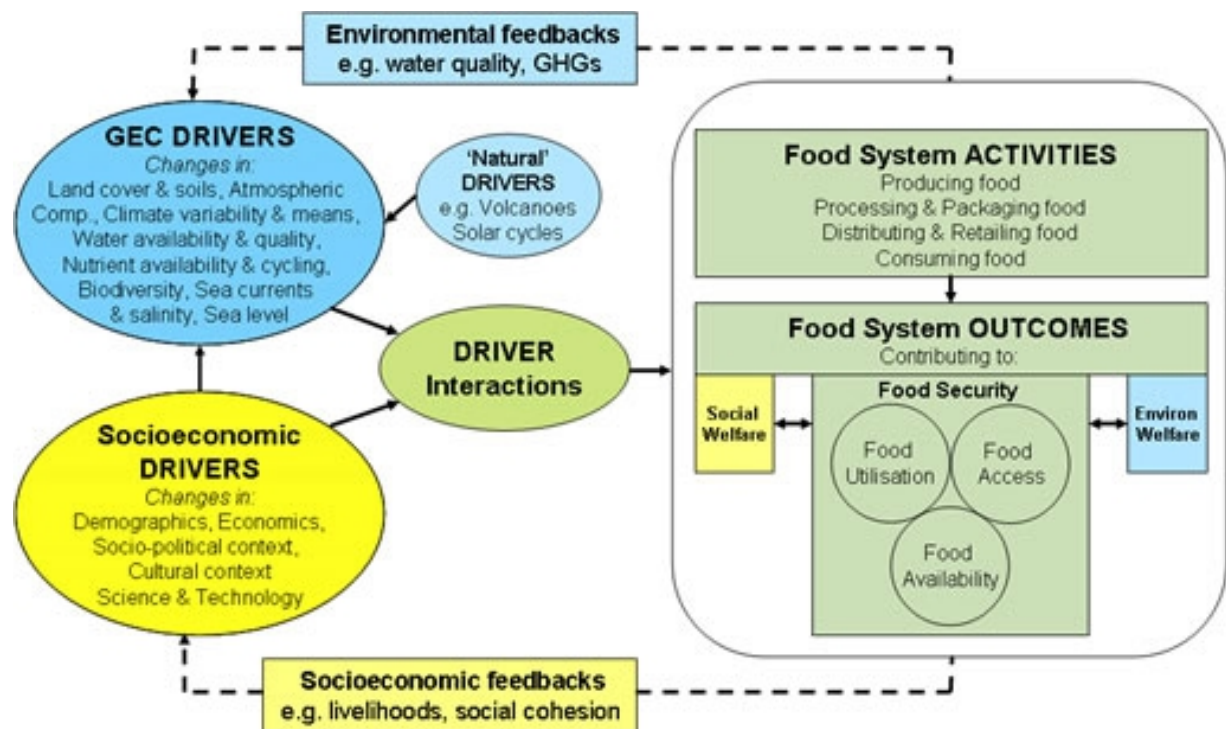 Environmental feedbacks
e.g. water quality, GHGs
GEC DRIVERS
Changes in:
Land cover & soils, Atmospheric
Comp., Climate variability & means,
Water availability & quality,
Nutrient availability & cycling,
Biodiversity, Sea currents
& salinity, Sea level
'Natural'
DRIVERS
e.g. Volcanoes
Solar cycles
DRIVER
Interactions
Socioeconomic
DRIVERS
Changes in:
Demographics, Economics,
Socio-political context,
Cultural context
Science & Technology
Socioeconomic feedbacks
e.g. livelihoods, social cohesion
Food System ACTIVITIES
Producing food
Processing & Packaging food
Distributing & Retailing food
Consuming food
Food System OUTCOMES
Contributing to:
Social
Welfare
Food Security
Food
Utilisation
Food
Access
Food
Availability
Environ
Welfare